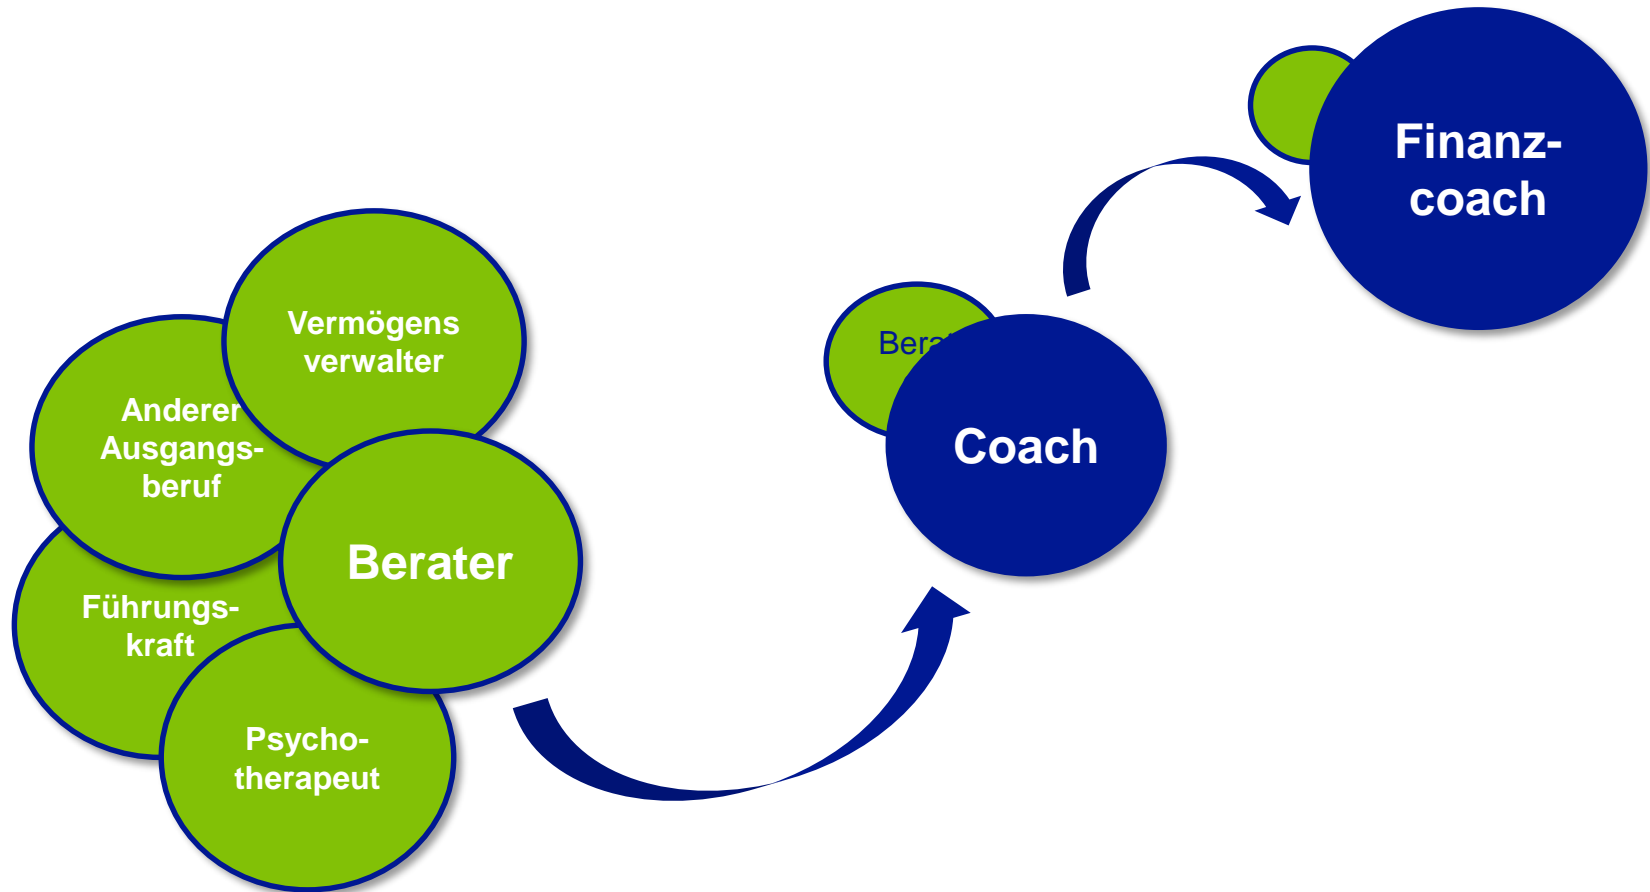 Finanz-
coach
Vermögens
verwalter
Anderer
Ausgangs-
beruf
Berater
Führungs-
kraft
Psycho-
therapeut
Coach